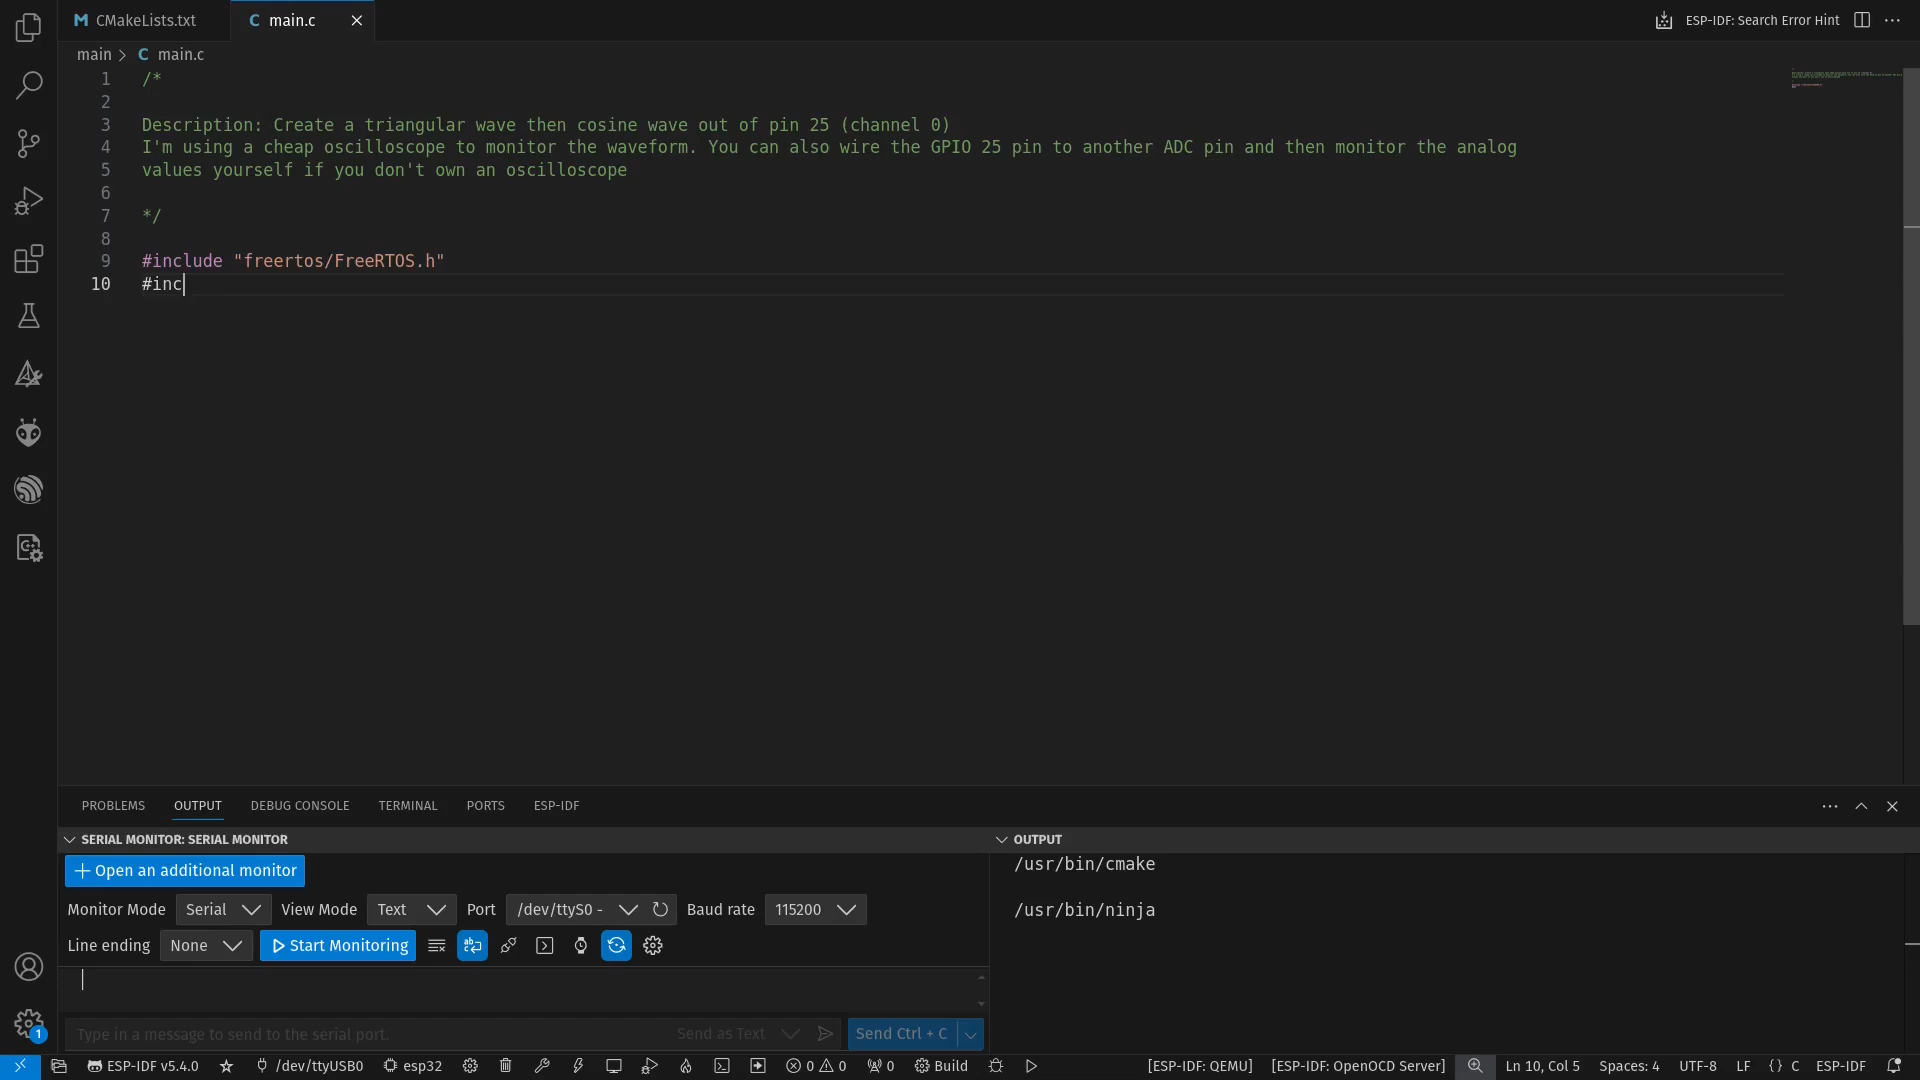 M CMakeLists.txt
C main.c
ESP-IDF: Search Error Hint
main > C main.c
1 /*
2
3 Description: Create a triangular wave then cosine wave out of pin 25 (channel 0)
4 I'm using a cheap oscilloscope to monitor the waveform. You can also wire the GPIO 25 pin to another ADC pin and then monitor the analog
5 values yourself if you don't own an oscilloscope
6
7 */
8
9 #include "freertos/FreeRTOS.h"
10 #inc
PROBLEMS OUTPUT DEBUG CONSOLE TERMINAL PORTS ESP-IDF
SERIAL MONITOR: SERIAL MONITOR
Open an additional monitor
Monitor Mode Serial View Mode Text Port /dev/ttyS0 - Baud rate 115200
Line ending None Start Monitoring
Type in a message to send to the serial port. Send as Text Send Ctrl + C
OUTPUT
/usr/bin/cmake
/usr/bin/ninja
1
ESP-IDF v5.4.0 /dev/ttyUSB0 esp32 0 0 0 Build [ESP-IDF: QEMU] [ESP-IDF: OpenOCD Server] Ln 10, Col 5 Spaces: 4 UTF-8 LF {} C ESP-IDF